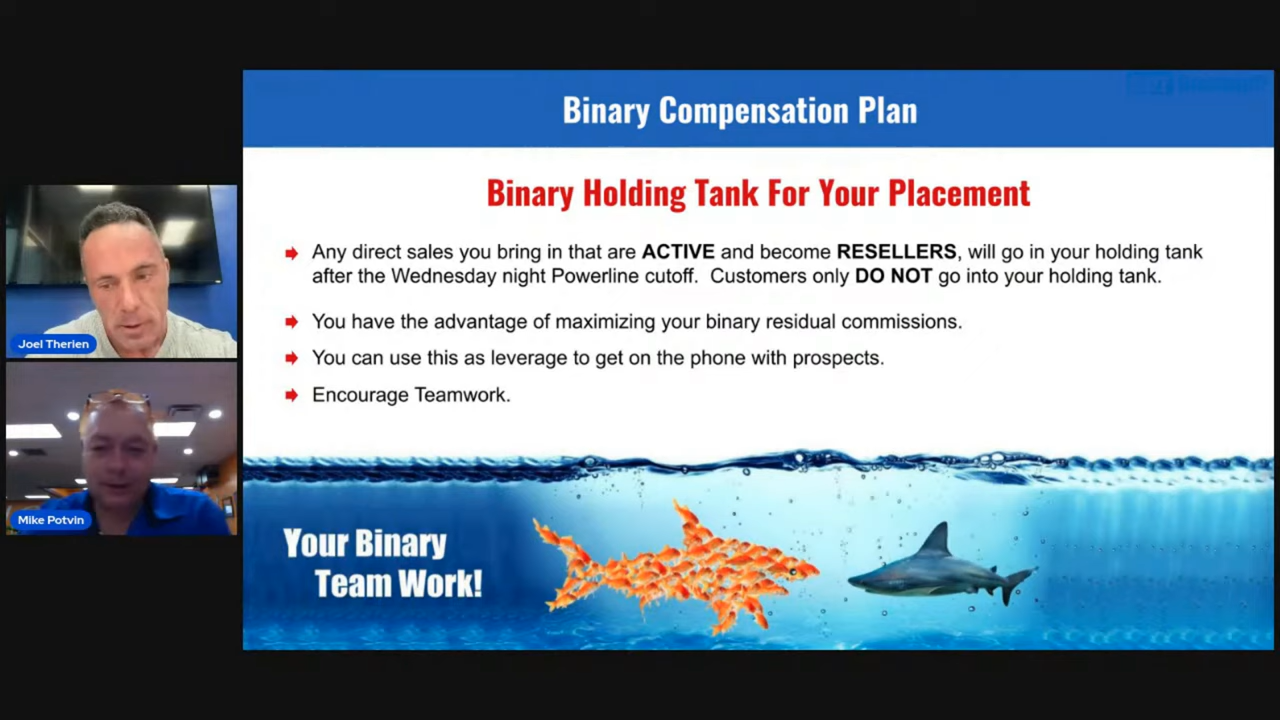 Binary Compensation Plan
Binary Holding Tank For Your Placement
Any direct sales you bring in that are ACTIVE and become RESELLERS, will go in your holding tank
after the Wednesday night Powerline cutoff. Customers only DO NOT go into your holding tank.
You have the advantage of maximizing your binary residual commissions.
You can use this as leverage to get on the phone with prospects.
Encourage Teamwork.
Your Binary
Team Work!
Joel Therien
Mike Potvin